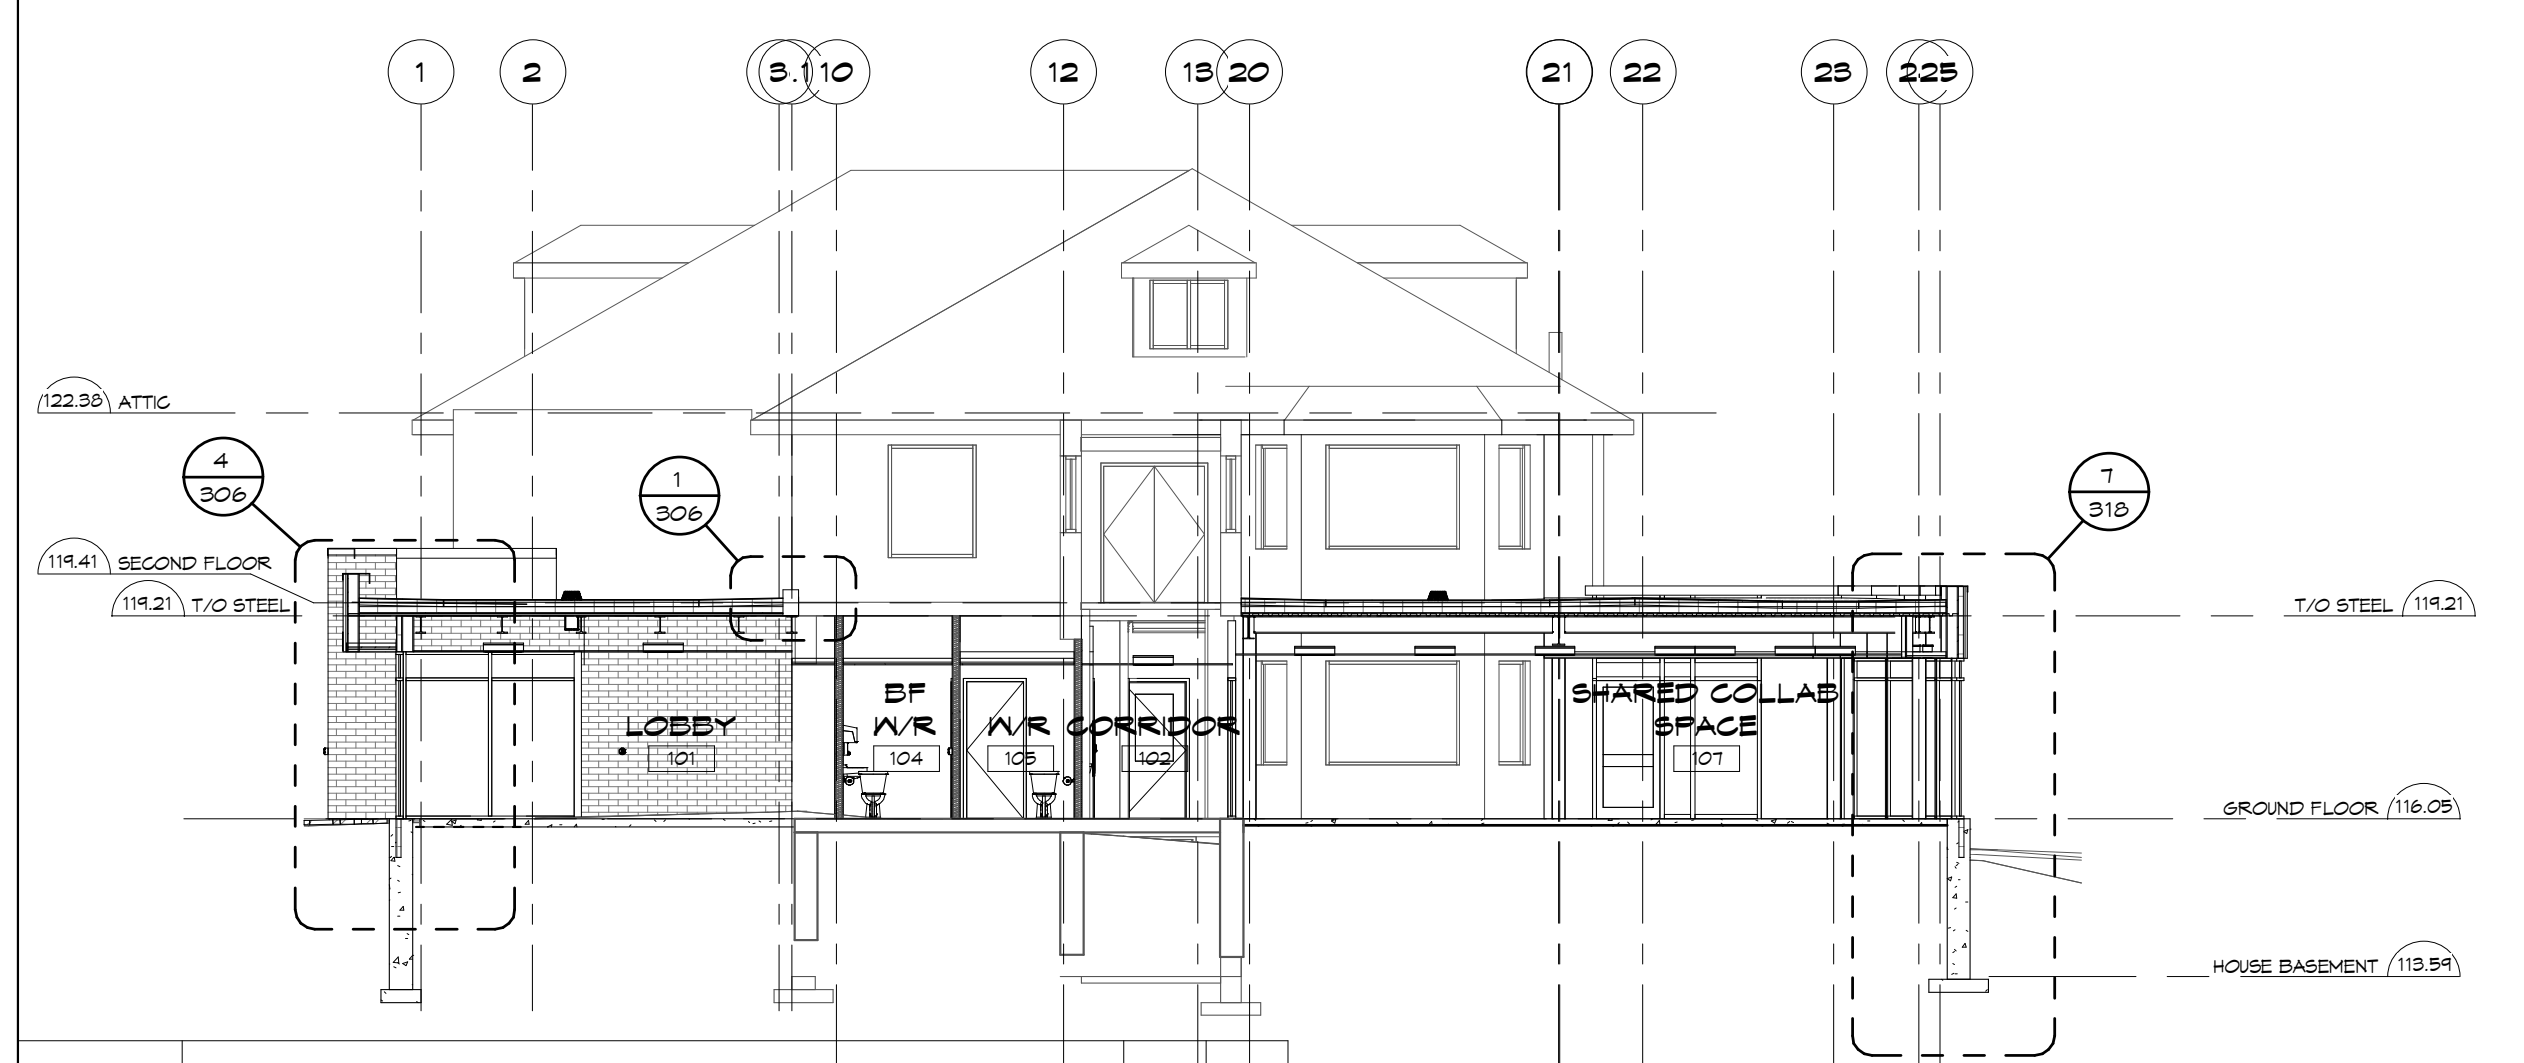 1 2 3.1 10 12 13 20 21 22 23 25
122.38 ATTIC
4
306
1
306
7
318
119.41 SECOND FLOOR
119.21 T/O STEEL
T/O STEEL 119.21
BF
W/R
104
LOBBY
101
W/R
105
CORRIDOR
102
SHARED COLLAB
SPACE
107
GROUND FLOOR 116.05
HOUSE BASEMENT 113.59